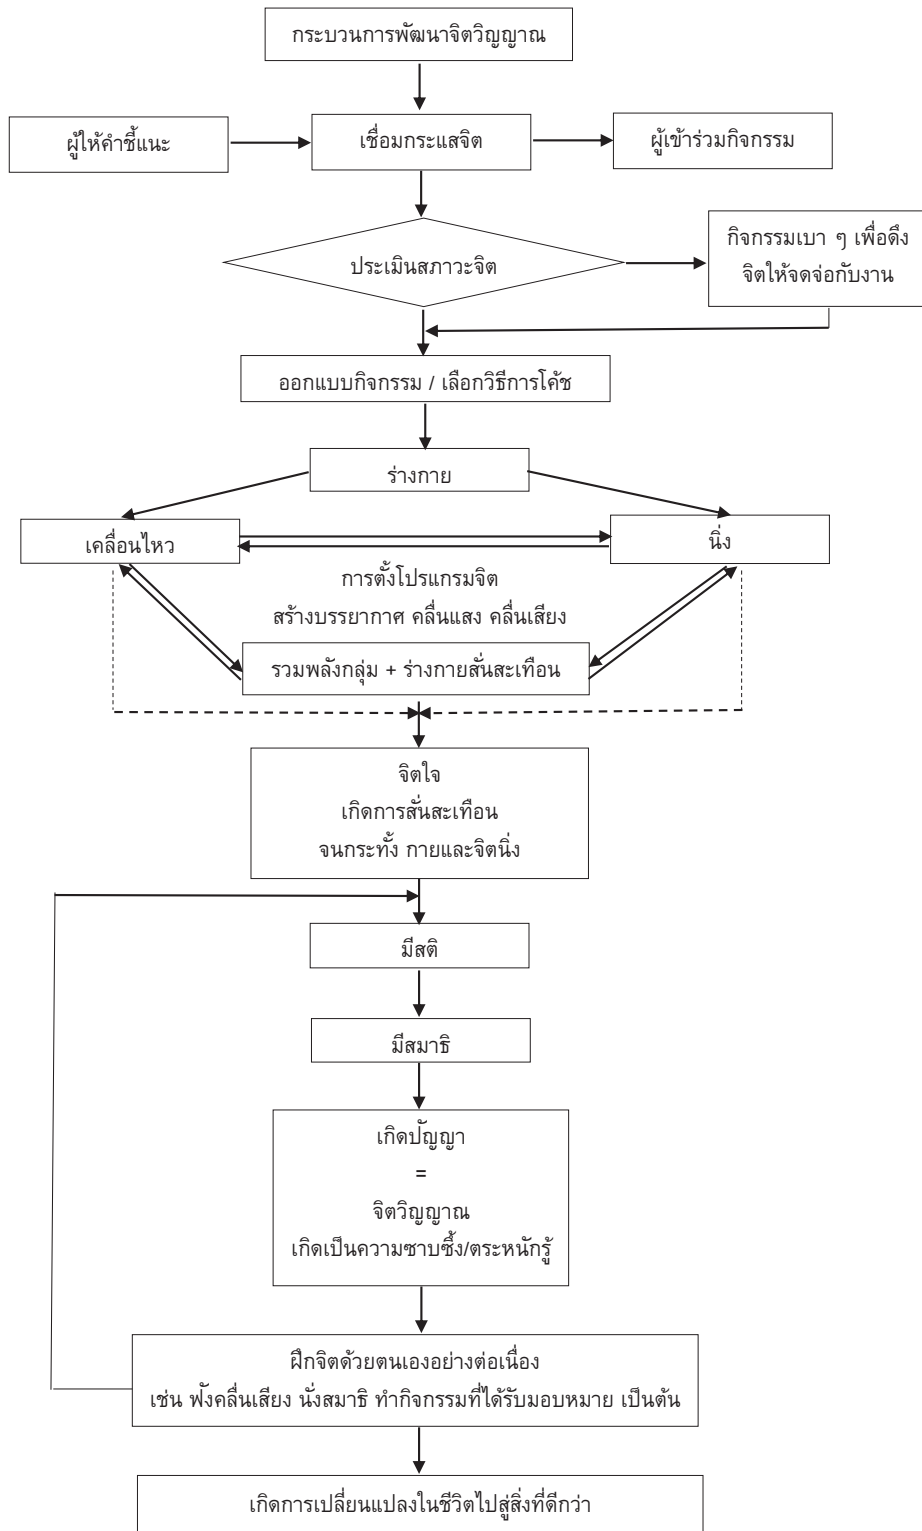 กระบวนการพัฒนาจิตวิญญาณ
ผู้ให้คำชี้แนะ
เชื่อมกระแสจิต
ผู้เข้าร่วมกิจกรรม
ประเมินสภาวะจิต
กิจกรรมเบา ๆ เพื่อดึง
จิตให้จดจ่อกับงาน
ออกแบบกิจกรรม / เลือกวิธีการโค้ช
ร่างกาย
เคลื่อนไหว
นิ่ง
การตั้งโปรแกรมจิต
สร้างบรรยากาศ คลื่นแสง คลื่นเสียง
รวมพลังกลุ่ม + ร่างกายสั่นสะเทือน
จิตใจ
เกิดการสั่นสะเทือน
จนกระทั้ง กายและจิตนิ่ง
มีสติ
มีสมาธิ
เกิดปัญญา
=
จิตวิญญาณ
เกิดเป็นความซาบซึ้ง/ตระหนักรู้
ฝึกจิตด้วยตนเองอย่างต่อเนื่อง
เช่น ฟังคลื่นเสียง นั่งสมาธิ ทำกิจกรรมที่ได้รับมอบหมาย เป็นต้น
เกิดการเปลี่ยนแปลงในชีวิตไปสู่สิ่งที่ดีกว่า